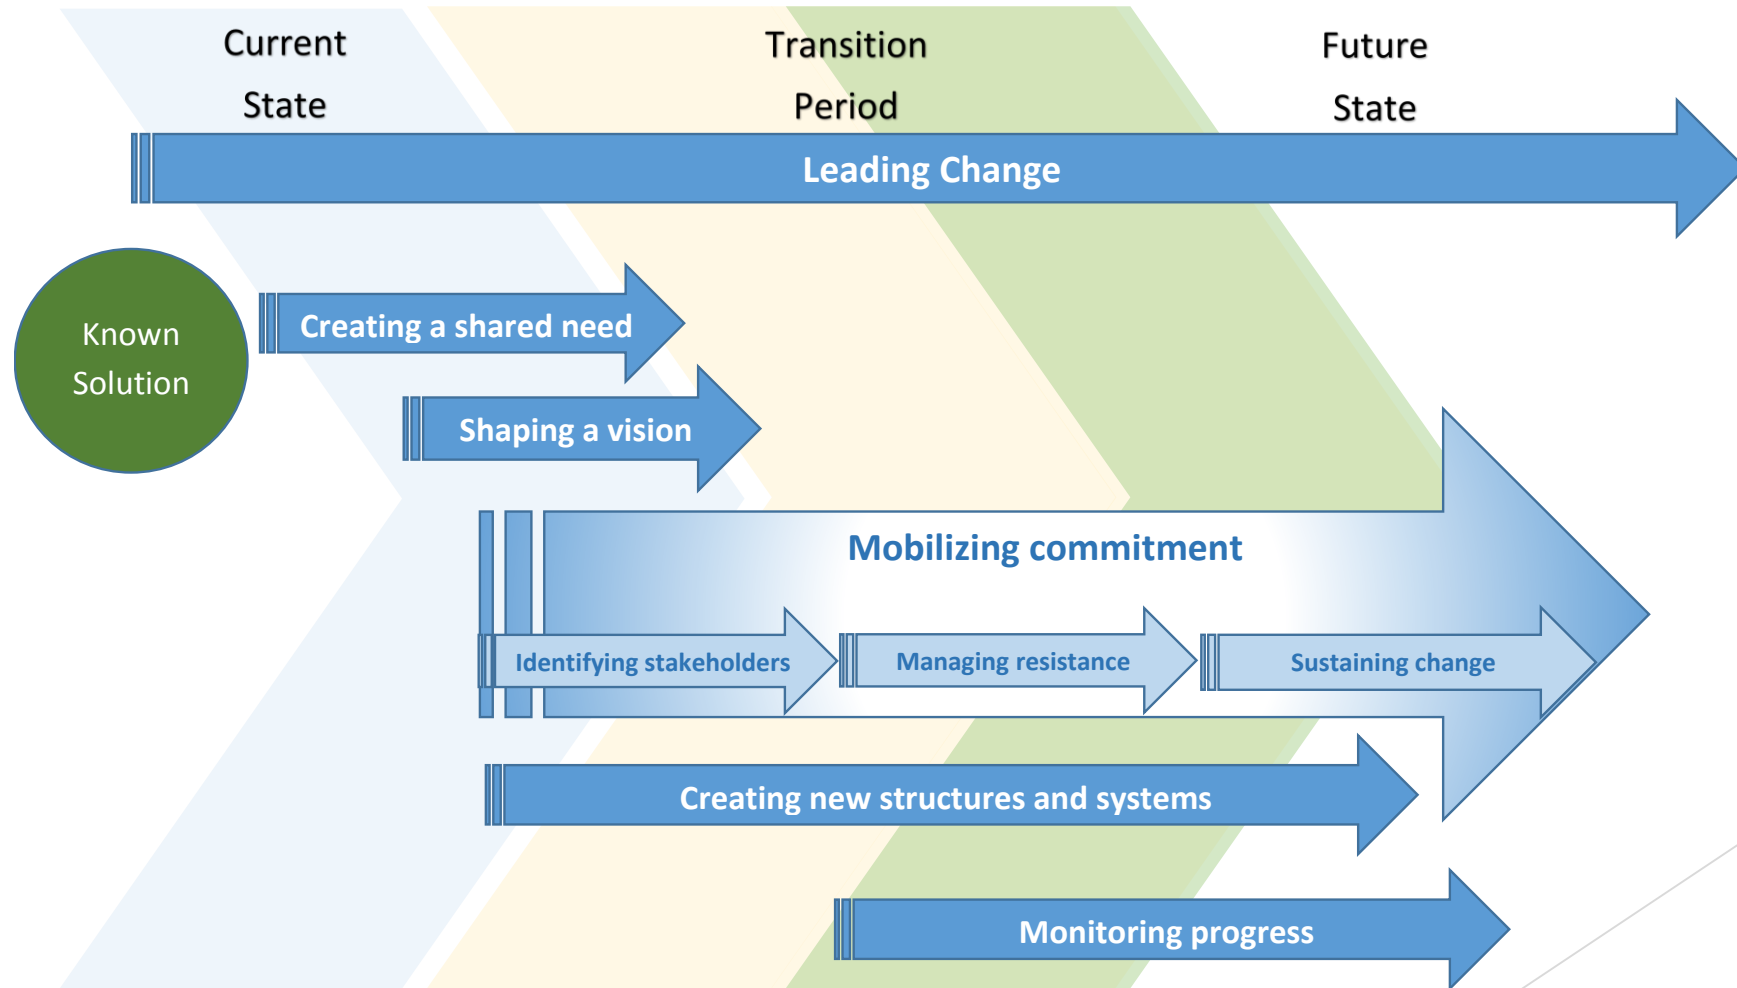 Current
State
Transition
Period
Future
State
Leading Change
Known
Solution
Creating a shared need
Shaping a vision
Mobilizing commitment
Identifying stakeholders
Managing resistance
Sustaining change
Creating new structures and systems
Monitoring progress